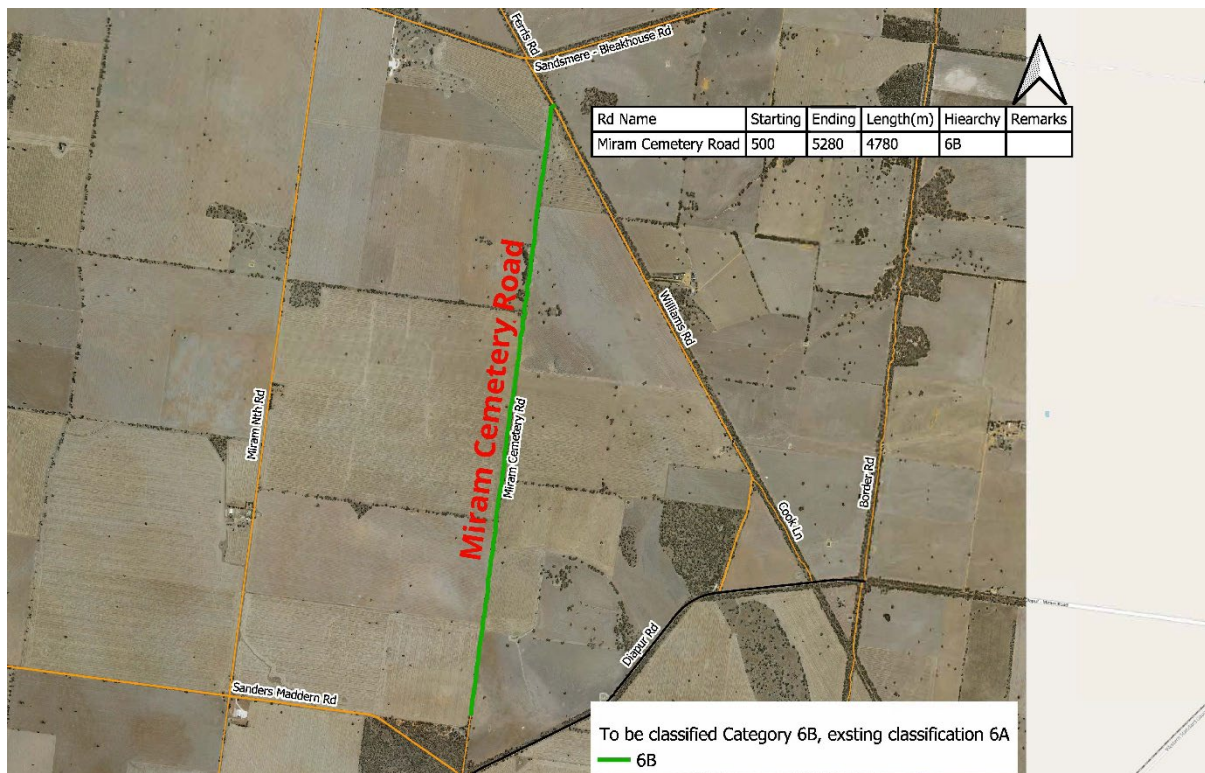 Ferris Rd
Sandsmere - Bleakhouse Rd
Rd Name Starting Ending Length(m) Hiearchy Remarks
Miram Cemetery Road 500 5280 4780 6B
Miram Cemetery Road
Williams Rd
Miram Nth Rd
Miram Cemetery Rd
Border Rd
Cook Ln
Diapur Rd
Sanders Maddern Rd
To be classified Category 6B, exsting classification 6A
6B